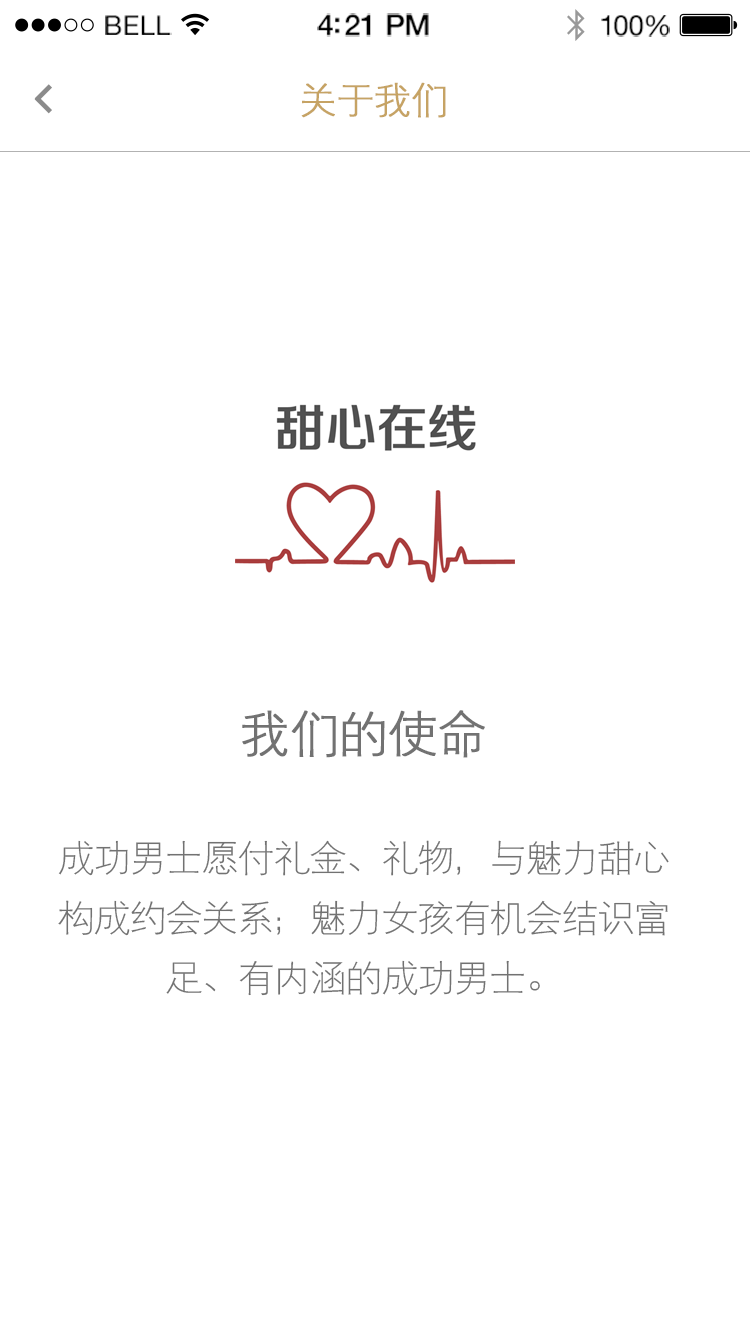 BELL 4:21 PM 100%
关于我们
甜心在线
我们的使命
成功男士愿付礼金、礼物，与魅力甜心
构成约会关系；魅力女孩有机会结识富
足、有内涵的成功男士。